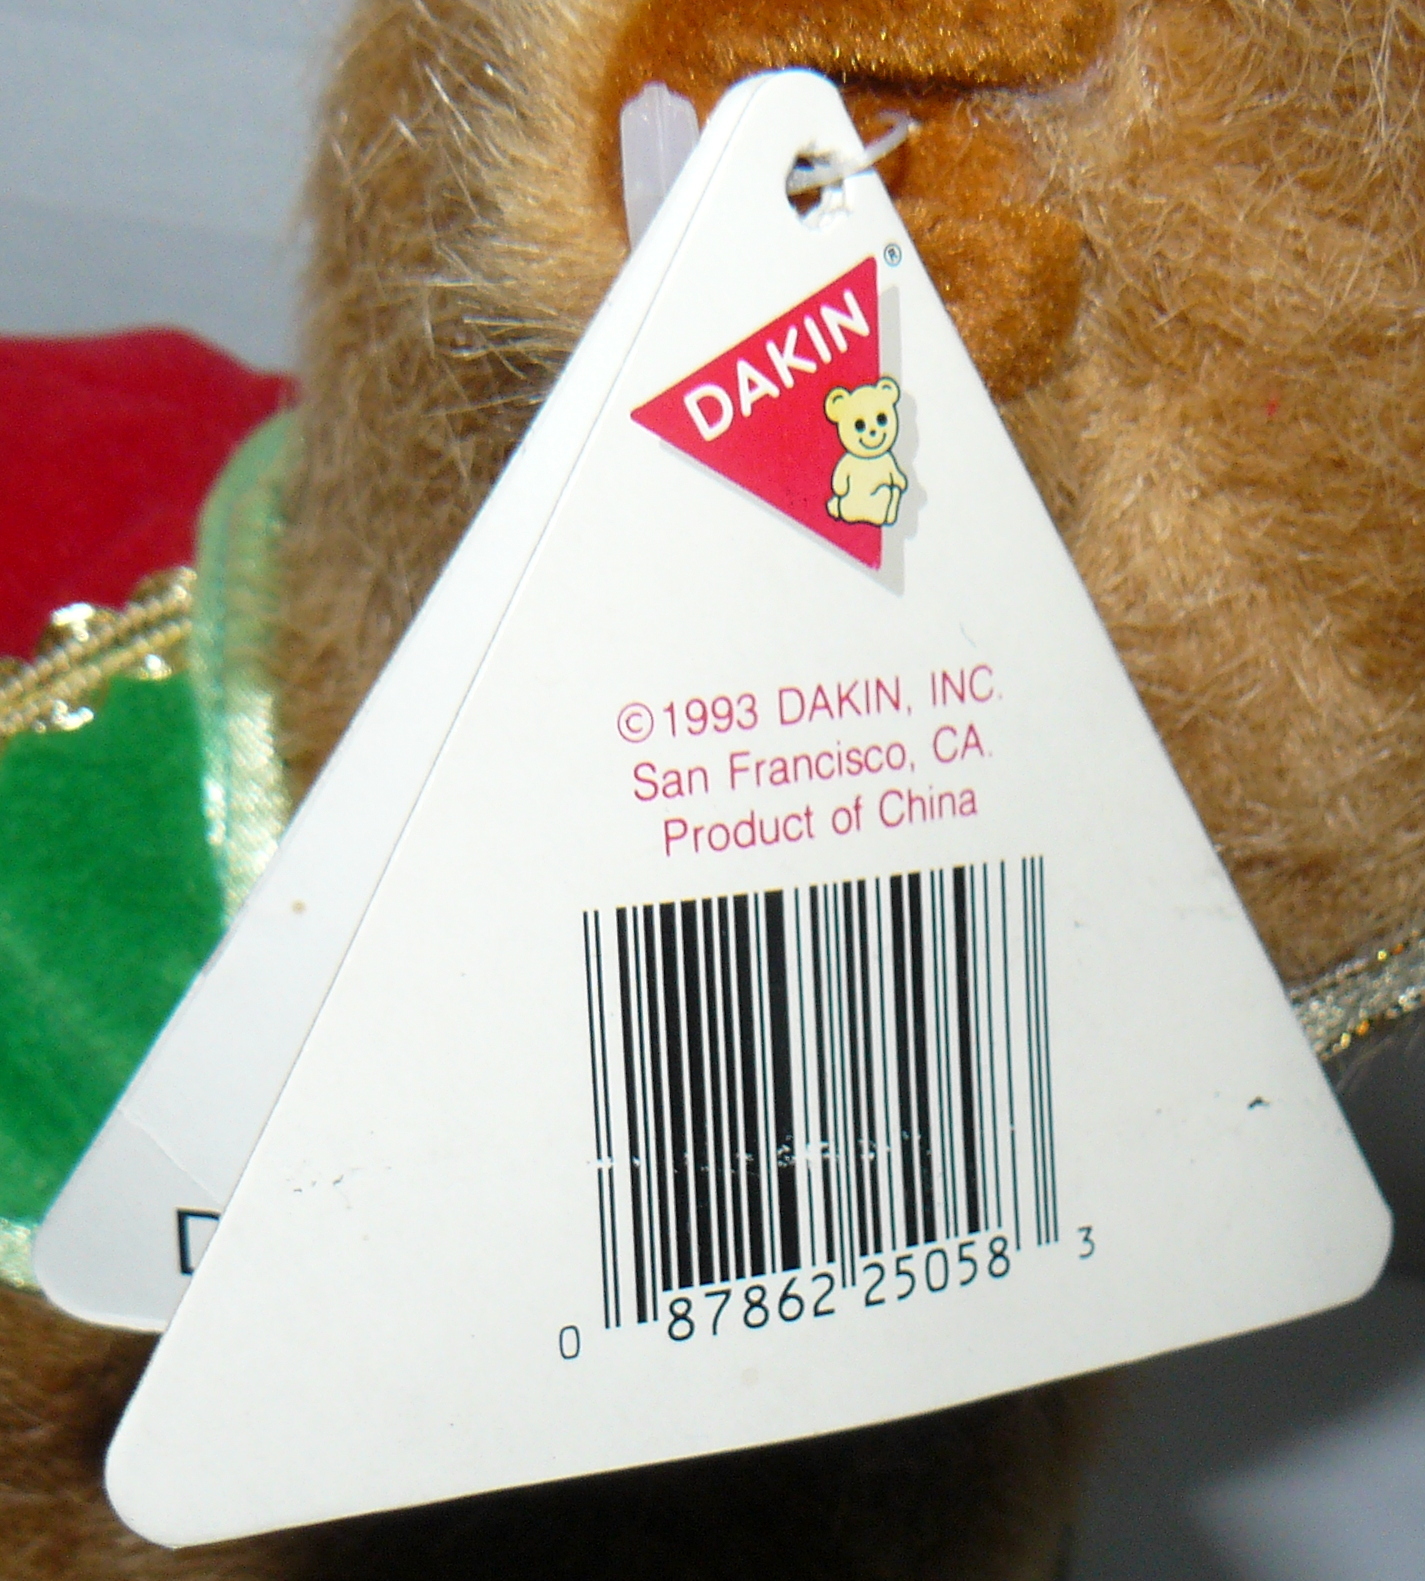 DAKIN®
©1993 DAKIN, INC.
San Francisco, CA.
Product of China
0 87862 25058 3
D